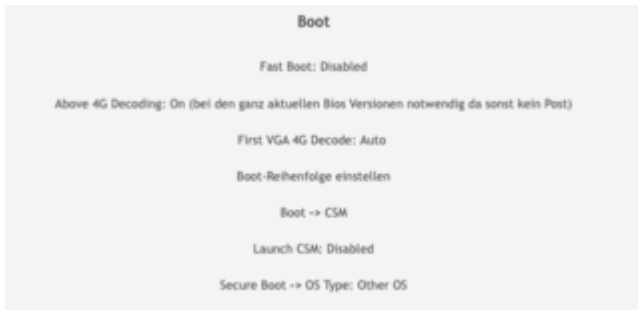 Boot
Fast Boot: Disabled
Above 4G Decoding: On (bei den ganz aktuellen Bios Versionen notwendig da sonst kein Post)
First VGA 4G Decode: Auto
Boot-Reihenfolge einstellen
Boot -> CSM
Launch CSM: Disabled
Secure Boot -> OS Type: Other OS